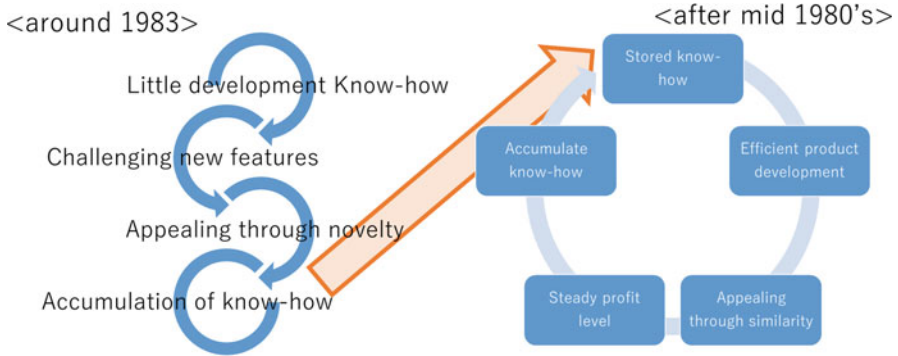 <around 1983>
Little development Know-how
Challenging new features
Appealing through novelty
Accumulation of know-how
<after mid 1980's>
Stored know-
how
Efficient product
development
Appealing
through similarity
Steady profit
level
Accumulate
know-how